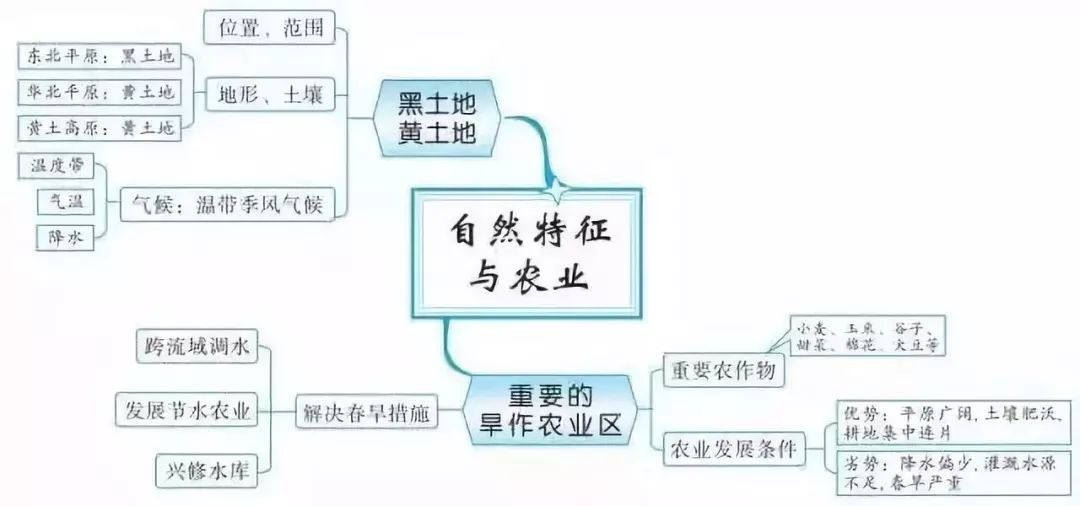 位置、范围
东北平原：黑土地
华北平原：黄土地
黄土高原：黄土地
地形、土壤
温度带
气温
降水
气候：温带季风气候
黑土地
黄土地
自然特征
与农业
跨流域调水
发展节水农业
兴修水库
解决春旱措施
重要的
旱作农业区
重要农作物
小麦、玉米、谷子、
甜菜、棉花、大豆等
农业发展条件
优势：平原广阔，土壤肥沃、
耕地集中连片
劣势：降水偏少，灌溉水源
不足，春旱严重